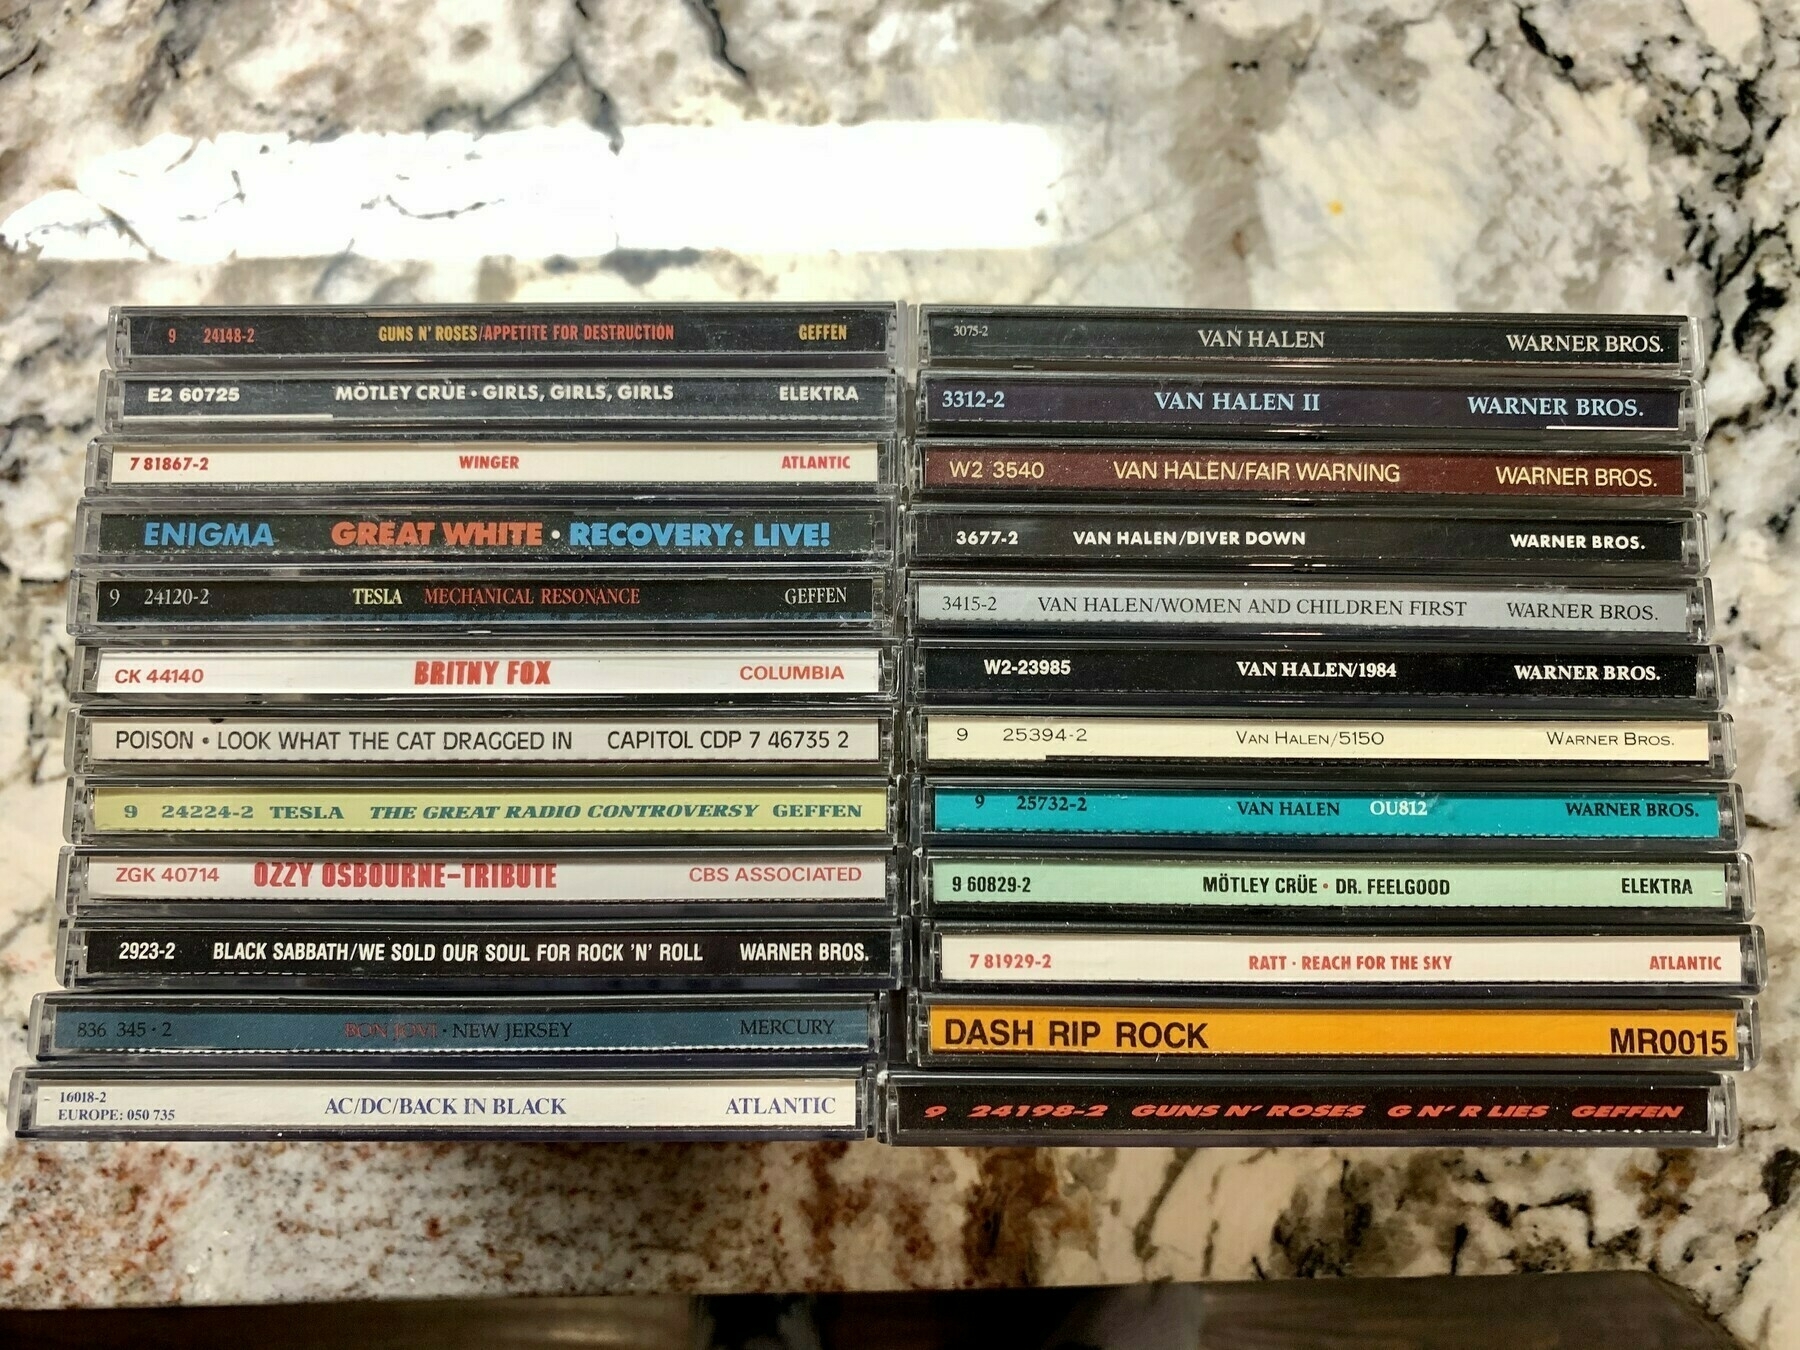 9 24148-2 GUNS N' ROSES/APPETITE FOR DESTRUCTION GEFFEN
E2 60725 MÖTLEY CRÜE • GIRLS, GIRLS, GIRLS ELEKTRA
7 81867-2 WINGER ATLANTIC
ENIGMA GREAT WHITE • RECOVERY: LIVE!
9 24120-2 TESLA MECHANICAL RESONANCE GEFFEN
CK 44140 BRITNY FOX COLUMBIA
POISON • LOOK WHAT THE CAT DRAGGED IN CAPITOL CDP 7 46735 2
9 24224-2 TESLA THE GREAT RADIO CONTROVERSY GEFFEN
ZGK 40714 OZZY OSBOURNE-TRIBUTE CBS ASSOCIATED
2923-2 BLACK SABBATH/WE SOLD OUR SOUL FOR ROCK 'N' ROLL WARNER BROS.
836 345 · 2 BON JOVI · NEW JERSEY MERCURY
16018-2
EUROPE: 050 735 AC/DC/BACK IN BLACK ATLANTIC
3075-2 VAN HALEN WARNER BROS.
3312-2 VAN HALEN II WARNER BROS.
W2 3540 VAN HALEN/FAIR WARNING WARNER BROS.
3677-2 VAN HALEN/DIVER DOWN WARNER BROS.
3415-2 VAN HALEN/WOMEN AND CHILDREN FIRST WARNER BROS.
W2-23985 VAN HALEN/1984 WARNER BROS.
9 25394-2 VAN HALEN/5150 WARNER BROS.
9 25732-2 VAN HALEN OU812 WARNER BROS.
9 60829-2 MÖTLEY CRÜE • DR. FEELGOOD ELEKTRA
7 81929-2 RATT · REACH FOR THE SKY ATLANTIC
DASH RIP ROCK MR0015
9 24198-2 GUNS N' ROSES G N' R LIES GEFFEN